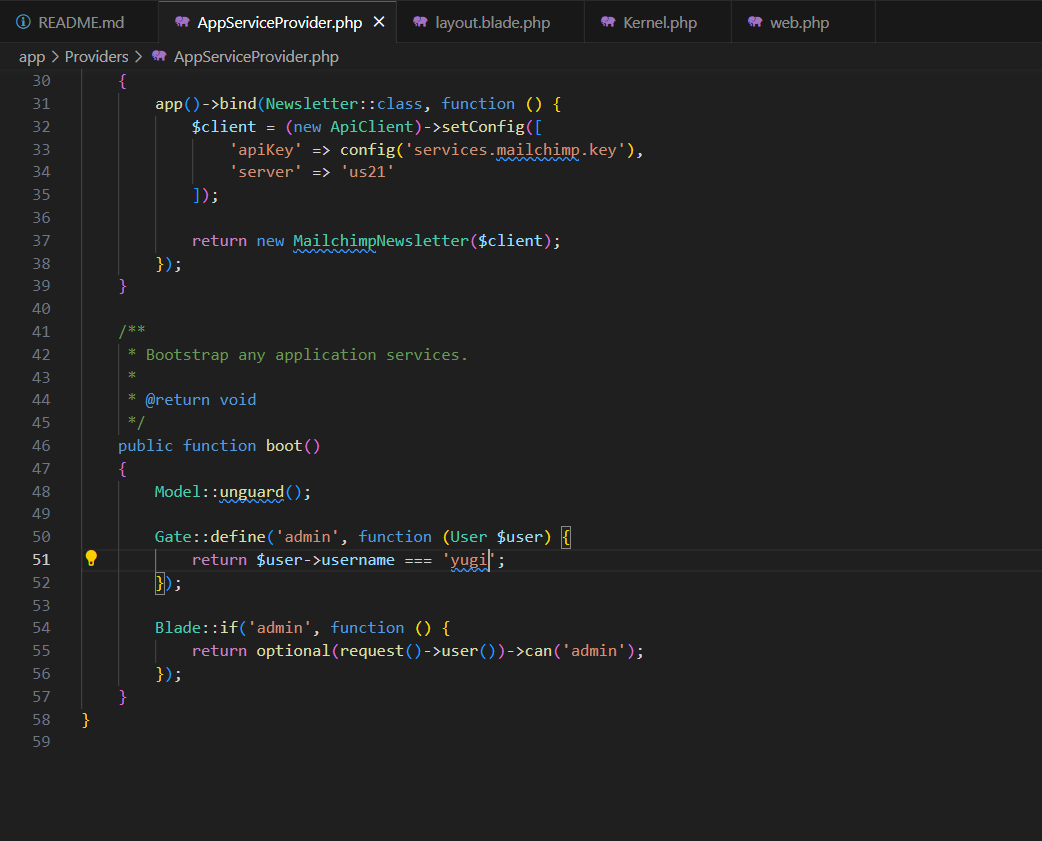 README.md AppServiceProvider.php layout.blade.php Kernel.php web.php
app > Providers > AppServiceProvider.php
30 {
31 app()->bind(Newsletter::class, function () {
32 $client = (new ApiClient)->setConfig([
33 'apiKey' => config('services.mailchimp.key'),
34 'server' => 'us21'
35 ]);
36
37 return new MailchimpNewsletter($client);
38 });
39 }
40
41 /**
42 * Bootstrap any application services.
43 *
44 * @return void
45 */
46 public function boot()
47 {
48 Model::unguard();
49
50 Gate::define('admin', function (User $user) {
51 return $user->username === 'yugi';
52 });
53
54 Blade::if('admin', function () {
55 return optional(request()->user())->can('admin');
56 });
57 }
58 }
59